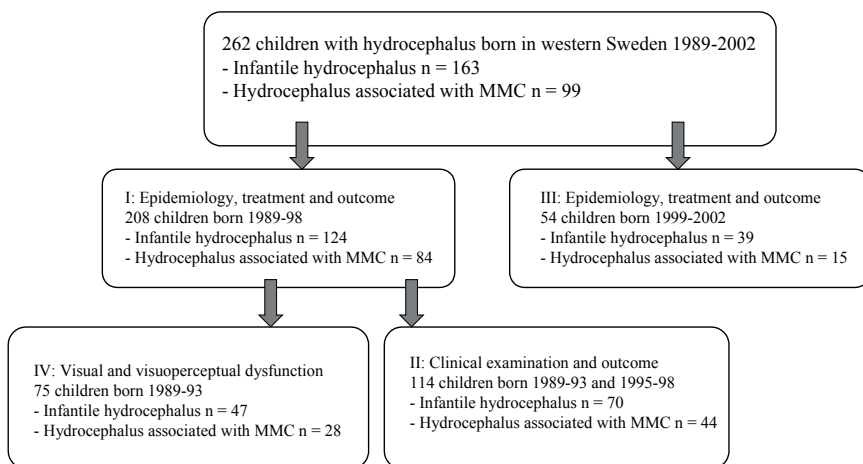 262 children with hydrocephalus born in western Sweden 1989-2002
- Infantile hydrocephalus n = 163
- Hydrocephalus associated with MMC n = 99
I: Epidemiology, treatment and outcome
208 children born 1989-98
- Infantile hydrocephalus n = 124
- Hydrocephalus associated with MMC n = 84
III: Epidemiology, treatment and outcome
54 children born 1999-2002
- Infantile hydrocephalus n = 39
- Hydrocephalus associated with MMC n = 15
IV: Visual and visuoperceptual dysfunction
75 children born 1989-93
- Infantile hydrocephalus n = 47
- Hydrocephalus associated with MMC n = 28
II: Clinical examination and outcome
114 children born 1989-93 and 1995-98
- Infantile hydrocephalus n = 70
- Hydrocephalus associated with MMC n = 44